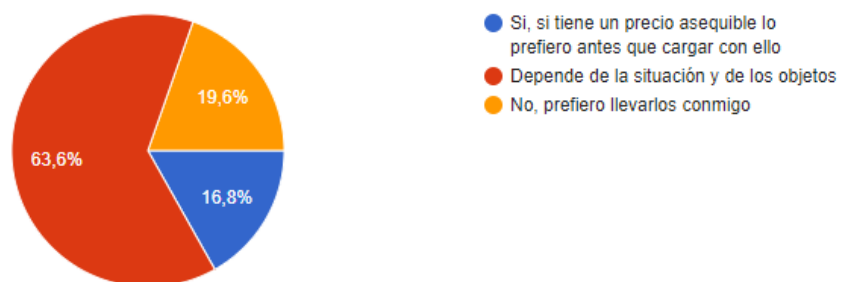 Si, si tiene un precio asequible lo
prefiero antes que cargar con ello
Depende de la situación y de los objetos
No, prefiero llevarlos conmigo
19,6%
63,6%
16,8%